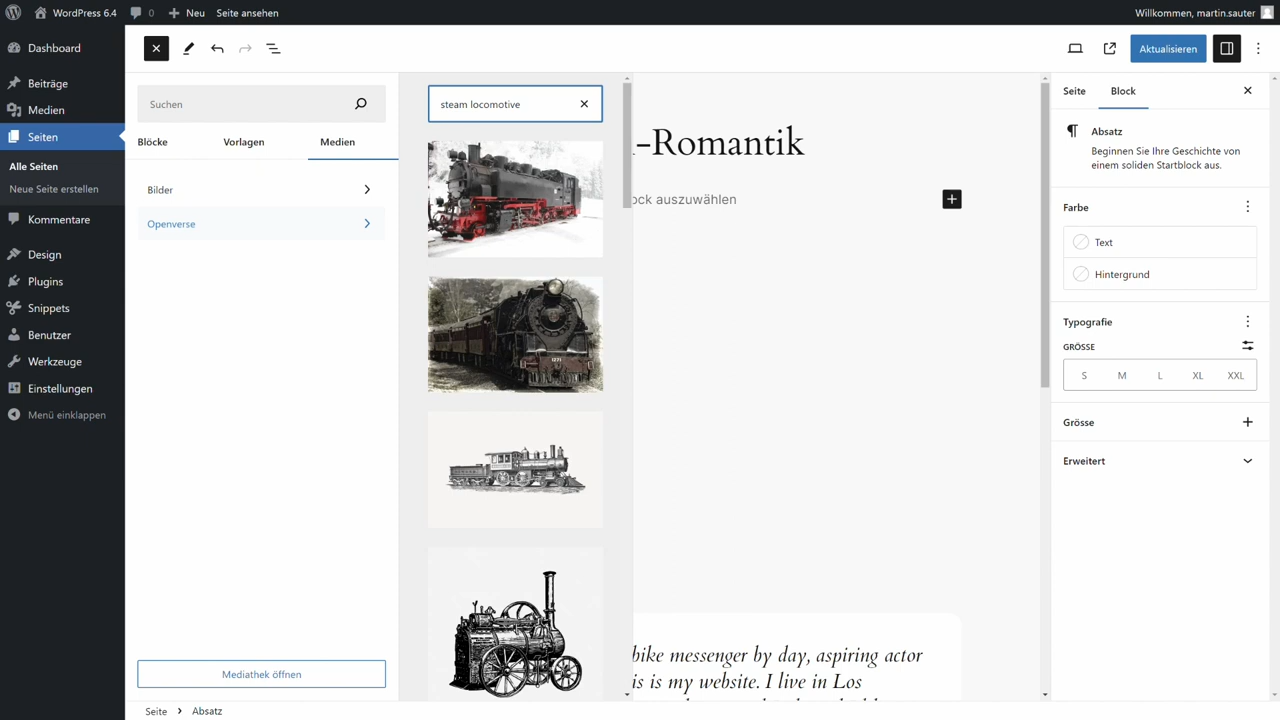 WordPress 6.4
0
Neu
Seite ansehen
Willkommen, martin.sauter
Dashboard
Beiträge
Medien
Seiten
Alle Seiten
Neue Seite erstellen
Kommentare
Design
Plugins
Snippets
Benutzer
Werkzeuge
Einstellungen
Menü einklappen
Aktualisieren
Suchen
Blöcke
Vorlagen
Medien
Bilder
Openverse
Mediathek öffnen
steam locomotive
1271
-Romantik
ock auszuwählen
bike messenger by day, aspiring actor
is is my website. I live in Los
Seite
Block
Absatz
Beginnen Sie Ihre Geschichte von
einem soliden Startblock aus.
Farbe
Text
Hintergrund
Typografie
GRÖSSE
S
M
L
XL
XXL
Grösse
Erweitert
Seite
Absatz